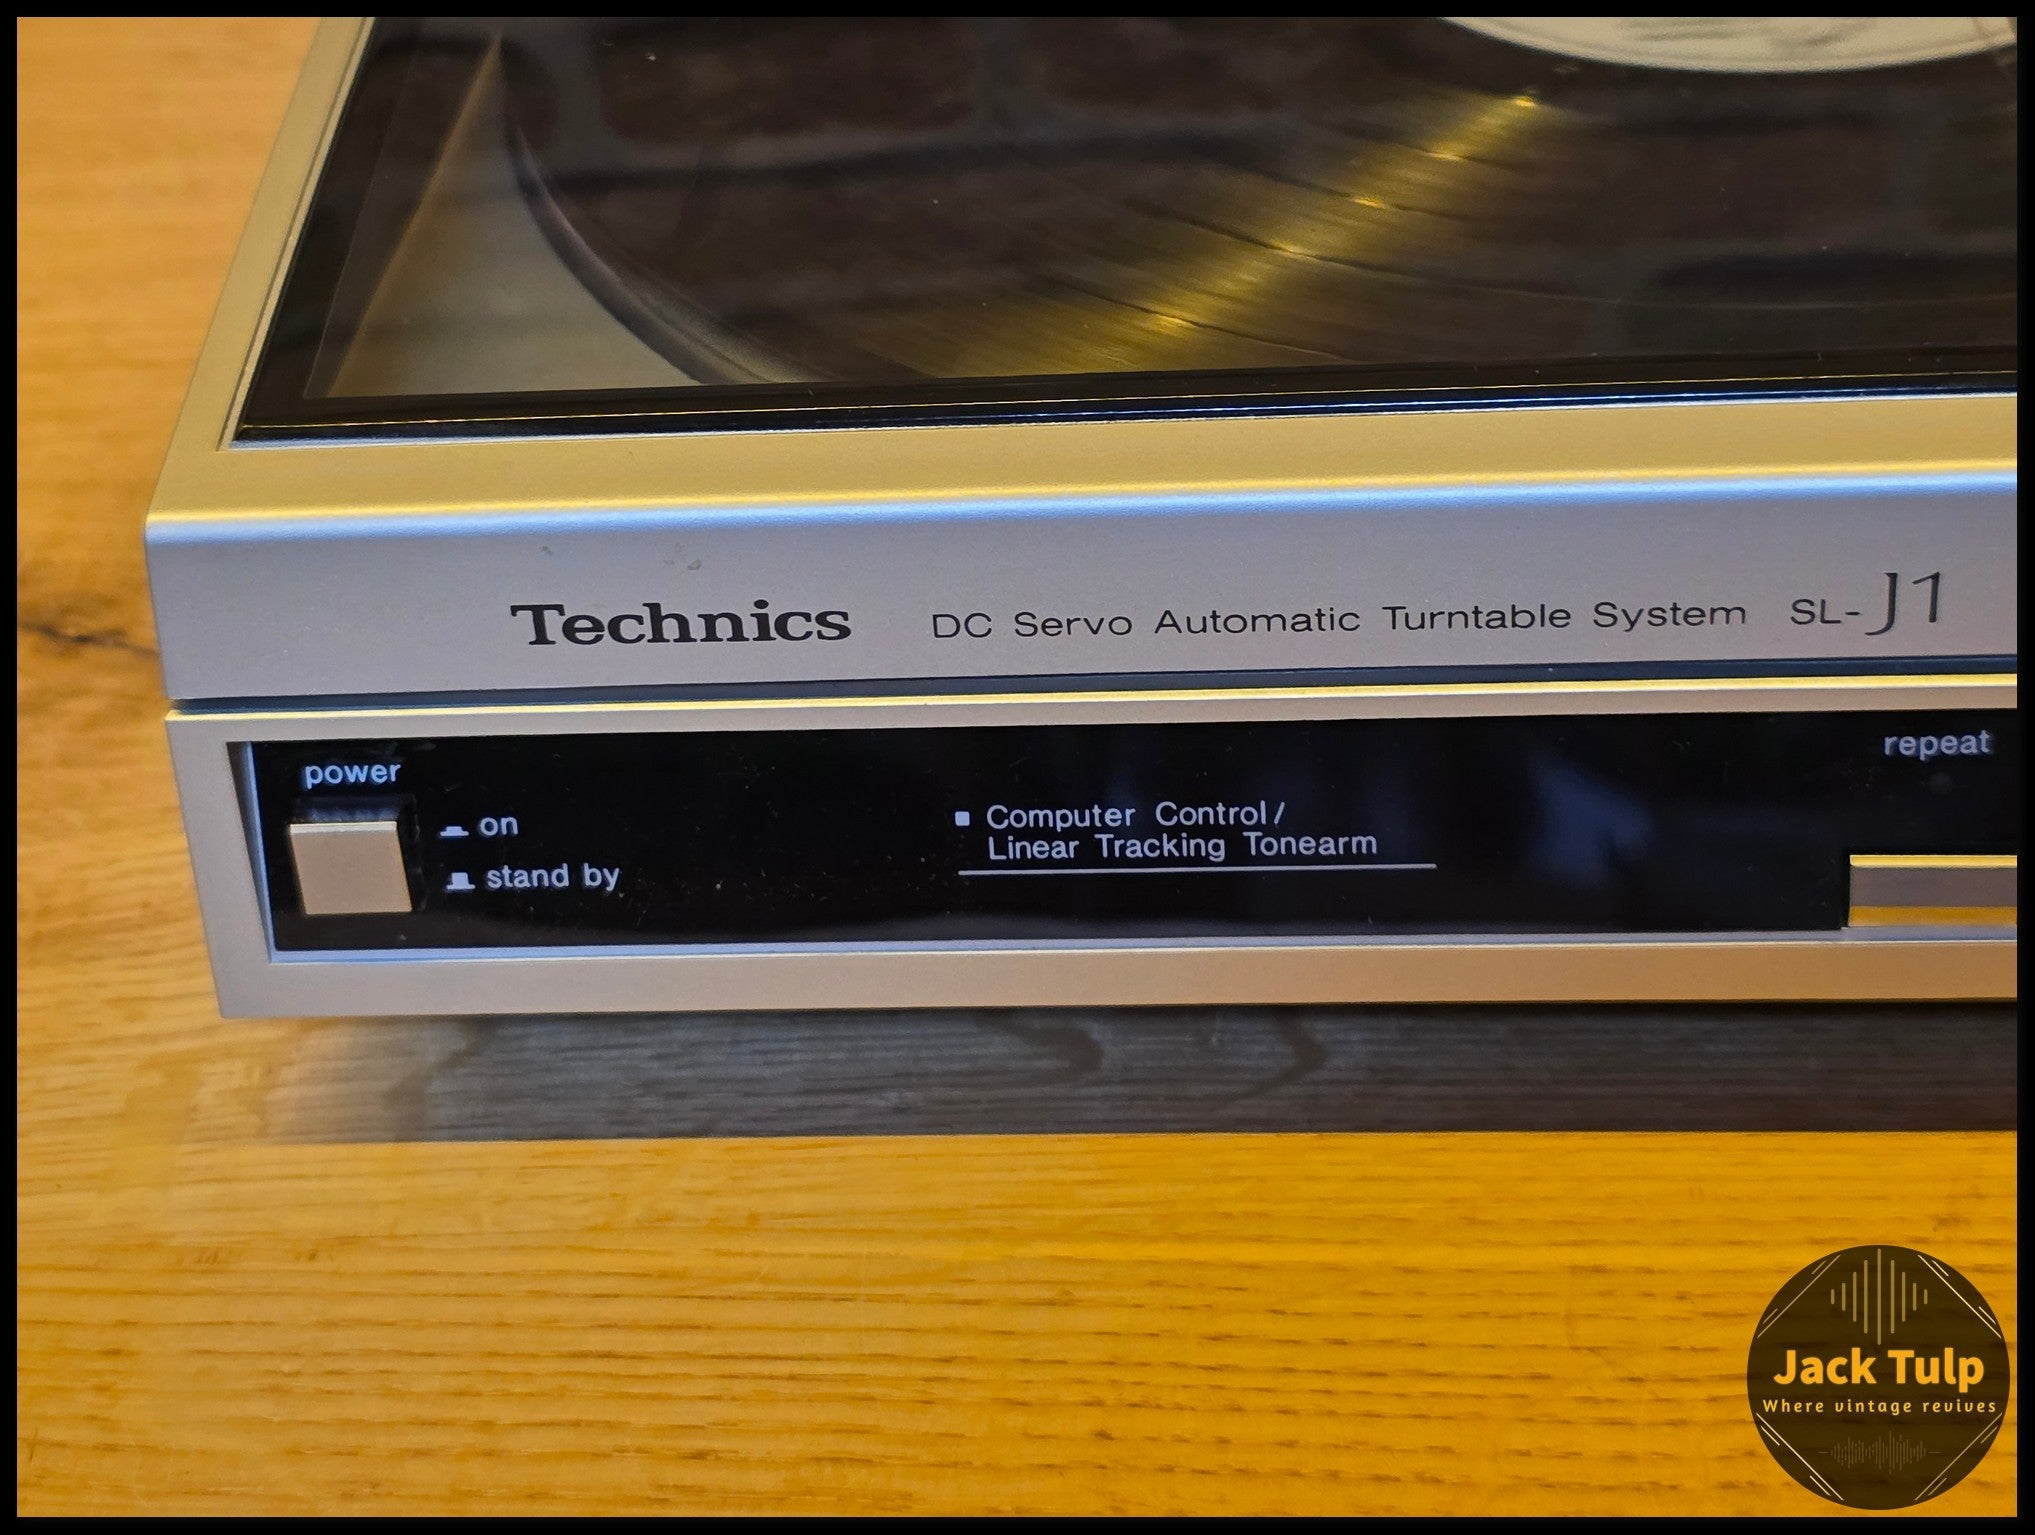 Technics DC Servo Automatic Turntable System SL-J1
repeat
power
on
stand by
Computer Control/
Linear Tracking Tonearm
Jack Tulp
Where vintage revives